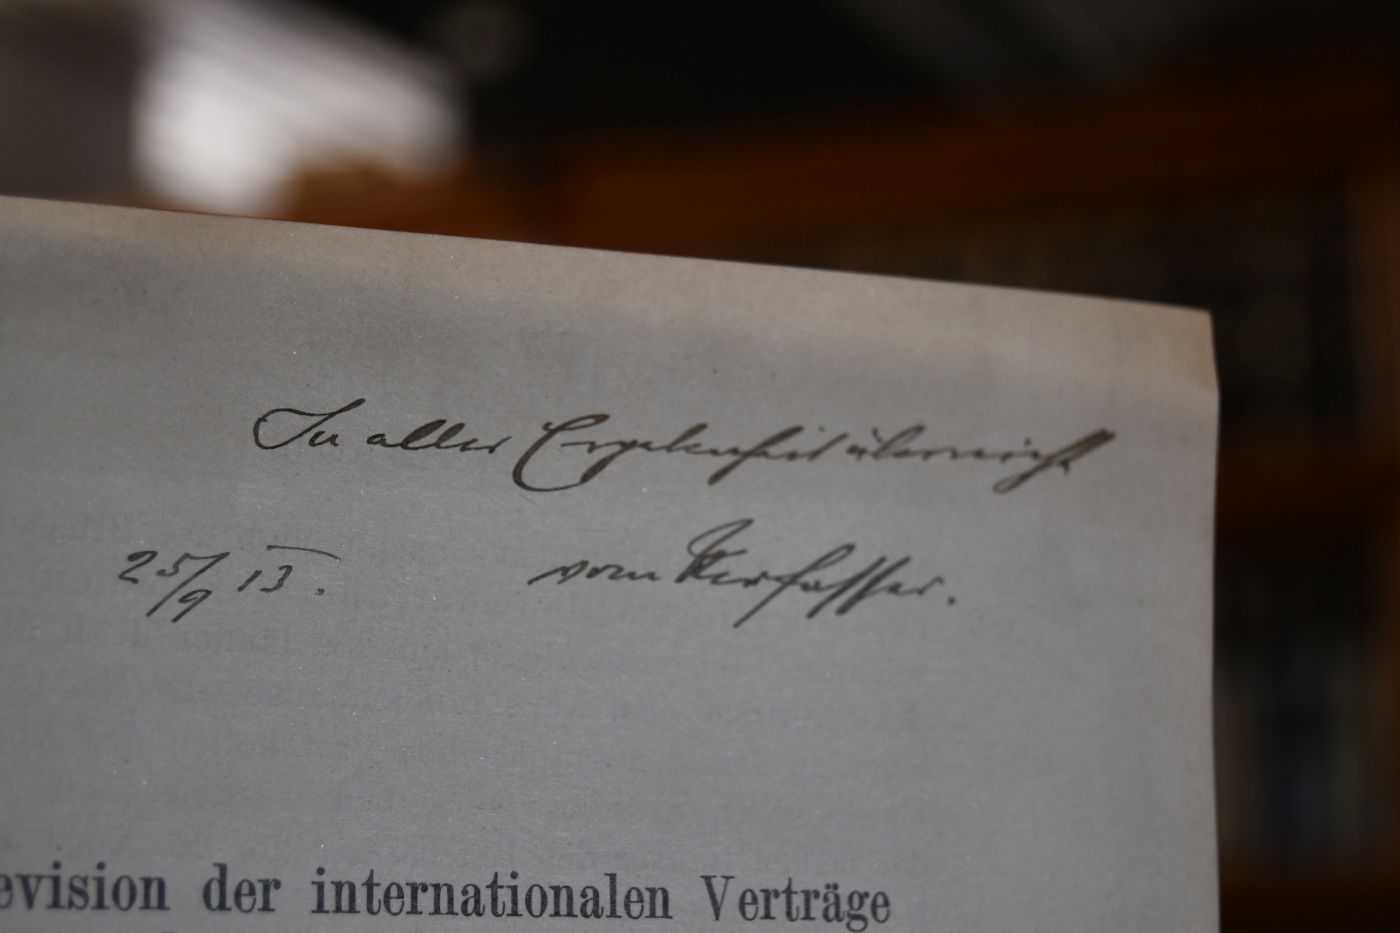 In aller Ergebenheit überreicht
25/9 13. vom Verfasser.
evision der internationalen Verträge